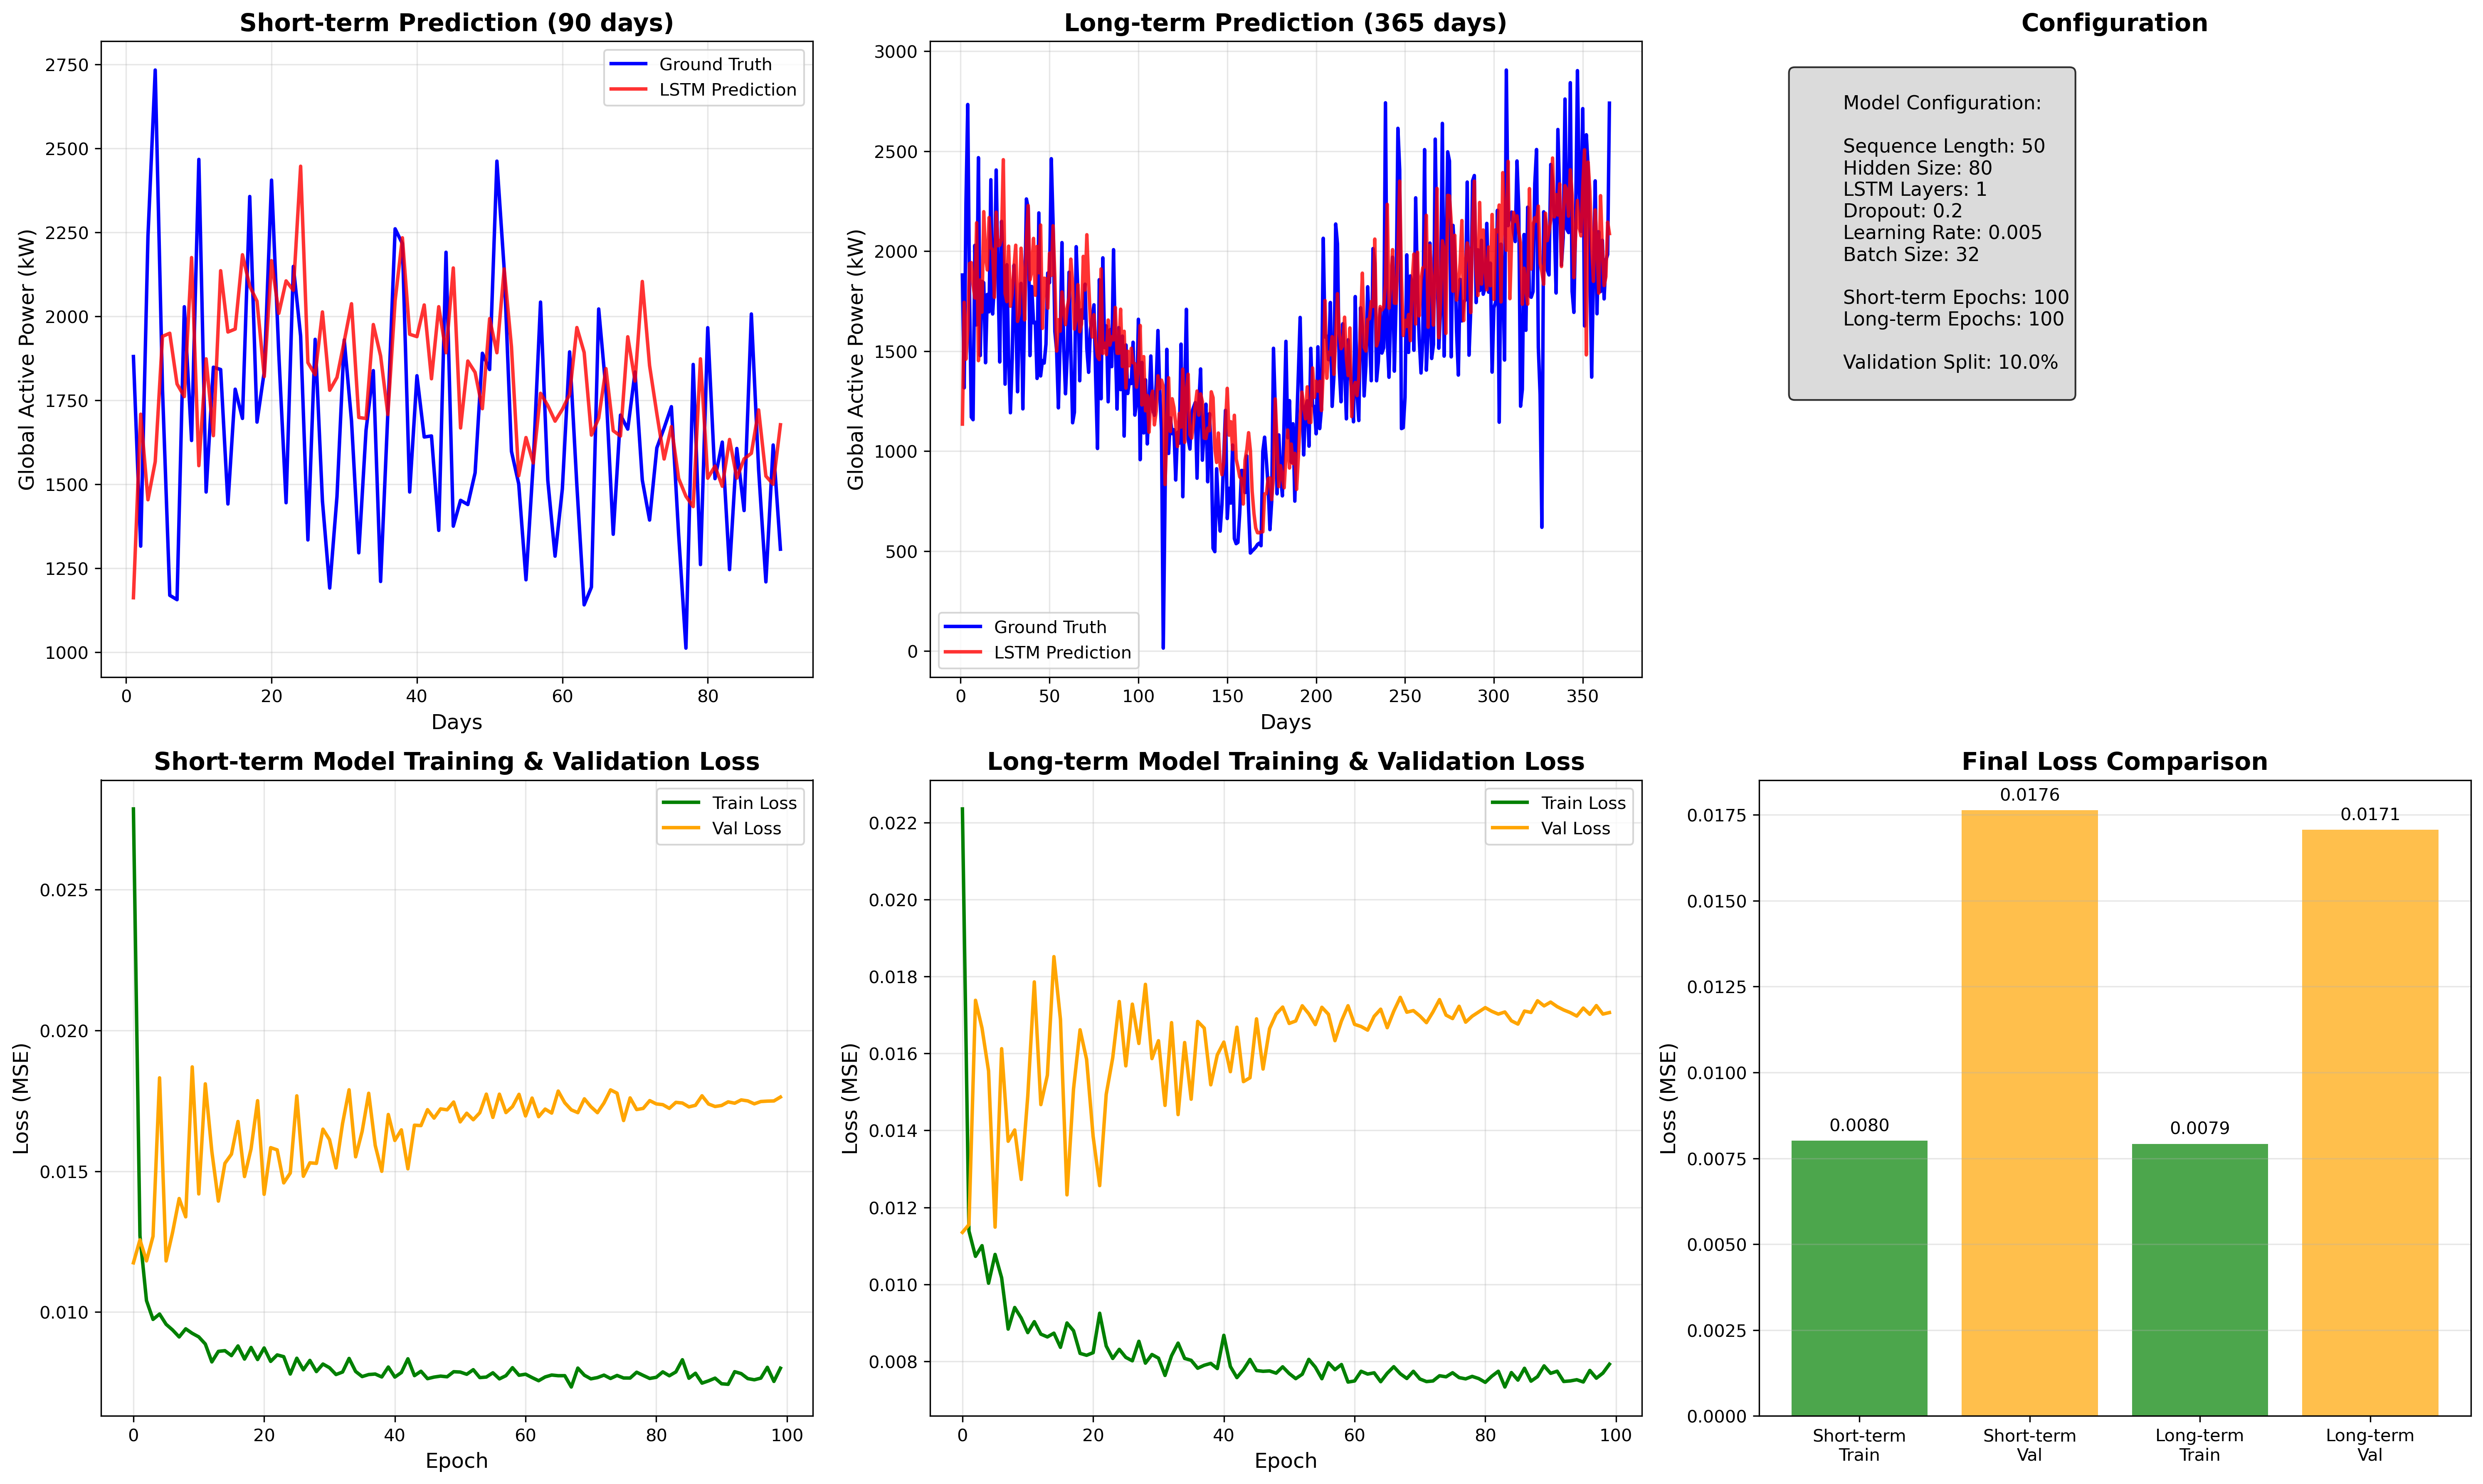 Short-term Prediction (90 days)
Global Active Power (kW)
2750
2500
2250
2000
1750
1500
1250
1000
0
20
40
60
80
Days
Ground Truth
LSTM Prediction
Long-term Prediction (365 days)
Global Active Power (kW)
3000
2500
2000
1500
1000
500
0
0
50
100
150
200
250
300
350
Days
Ground Truth
LSTM Prediction
Configuration
Model Configuration:
Sequence Length: 50
Hidden Size: 80
LSTM Layers: 1
Dropout: 0.2
Learning Rate: 0.005
Batch Size: 32
Short-term Epochs: 100
Long-term Epochs: 100
Validation Split: 10.0%
Short-term Model Training & Validation Loss
Loss (MSE)
0.025
0.020
0.015
0.010
0
20
40
60
80
100
Epoch
Train Loss
Val Loss
Long-term Model Training & Validation Loss
Loss (MSE)
0.022
0.020
0.018
0.016
0.014
0.012
0.010
0.008
0
20
40
60
80
100
Epoch
Train Loss
Val Loss
Final Loss Comparison
Loss (MSE)
0.0175
0.0150
0.0125
0.0100
0.0075
0.0050
0.0025
0.0000
0.0080
0.0176
0.0079
0.0171
Short-term
Train
Short-term
Val
Long-term
Train
Long-term
Val